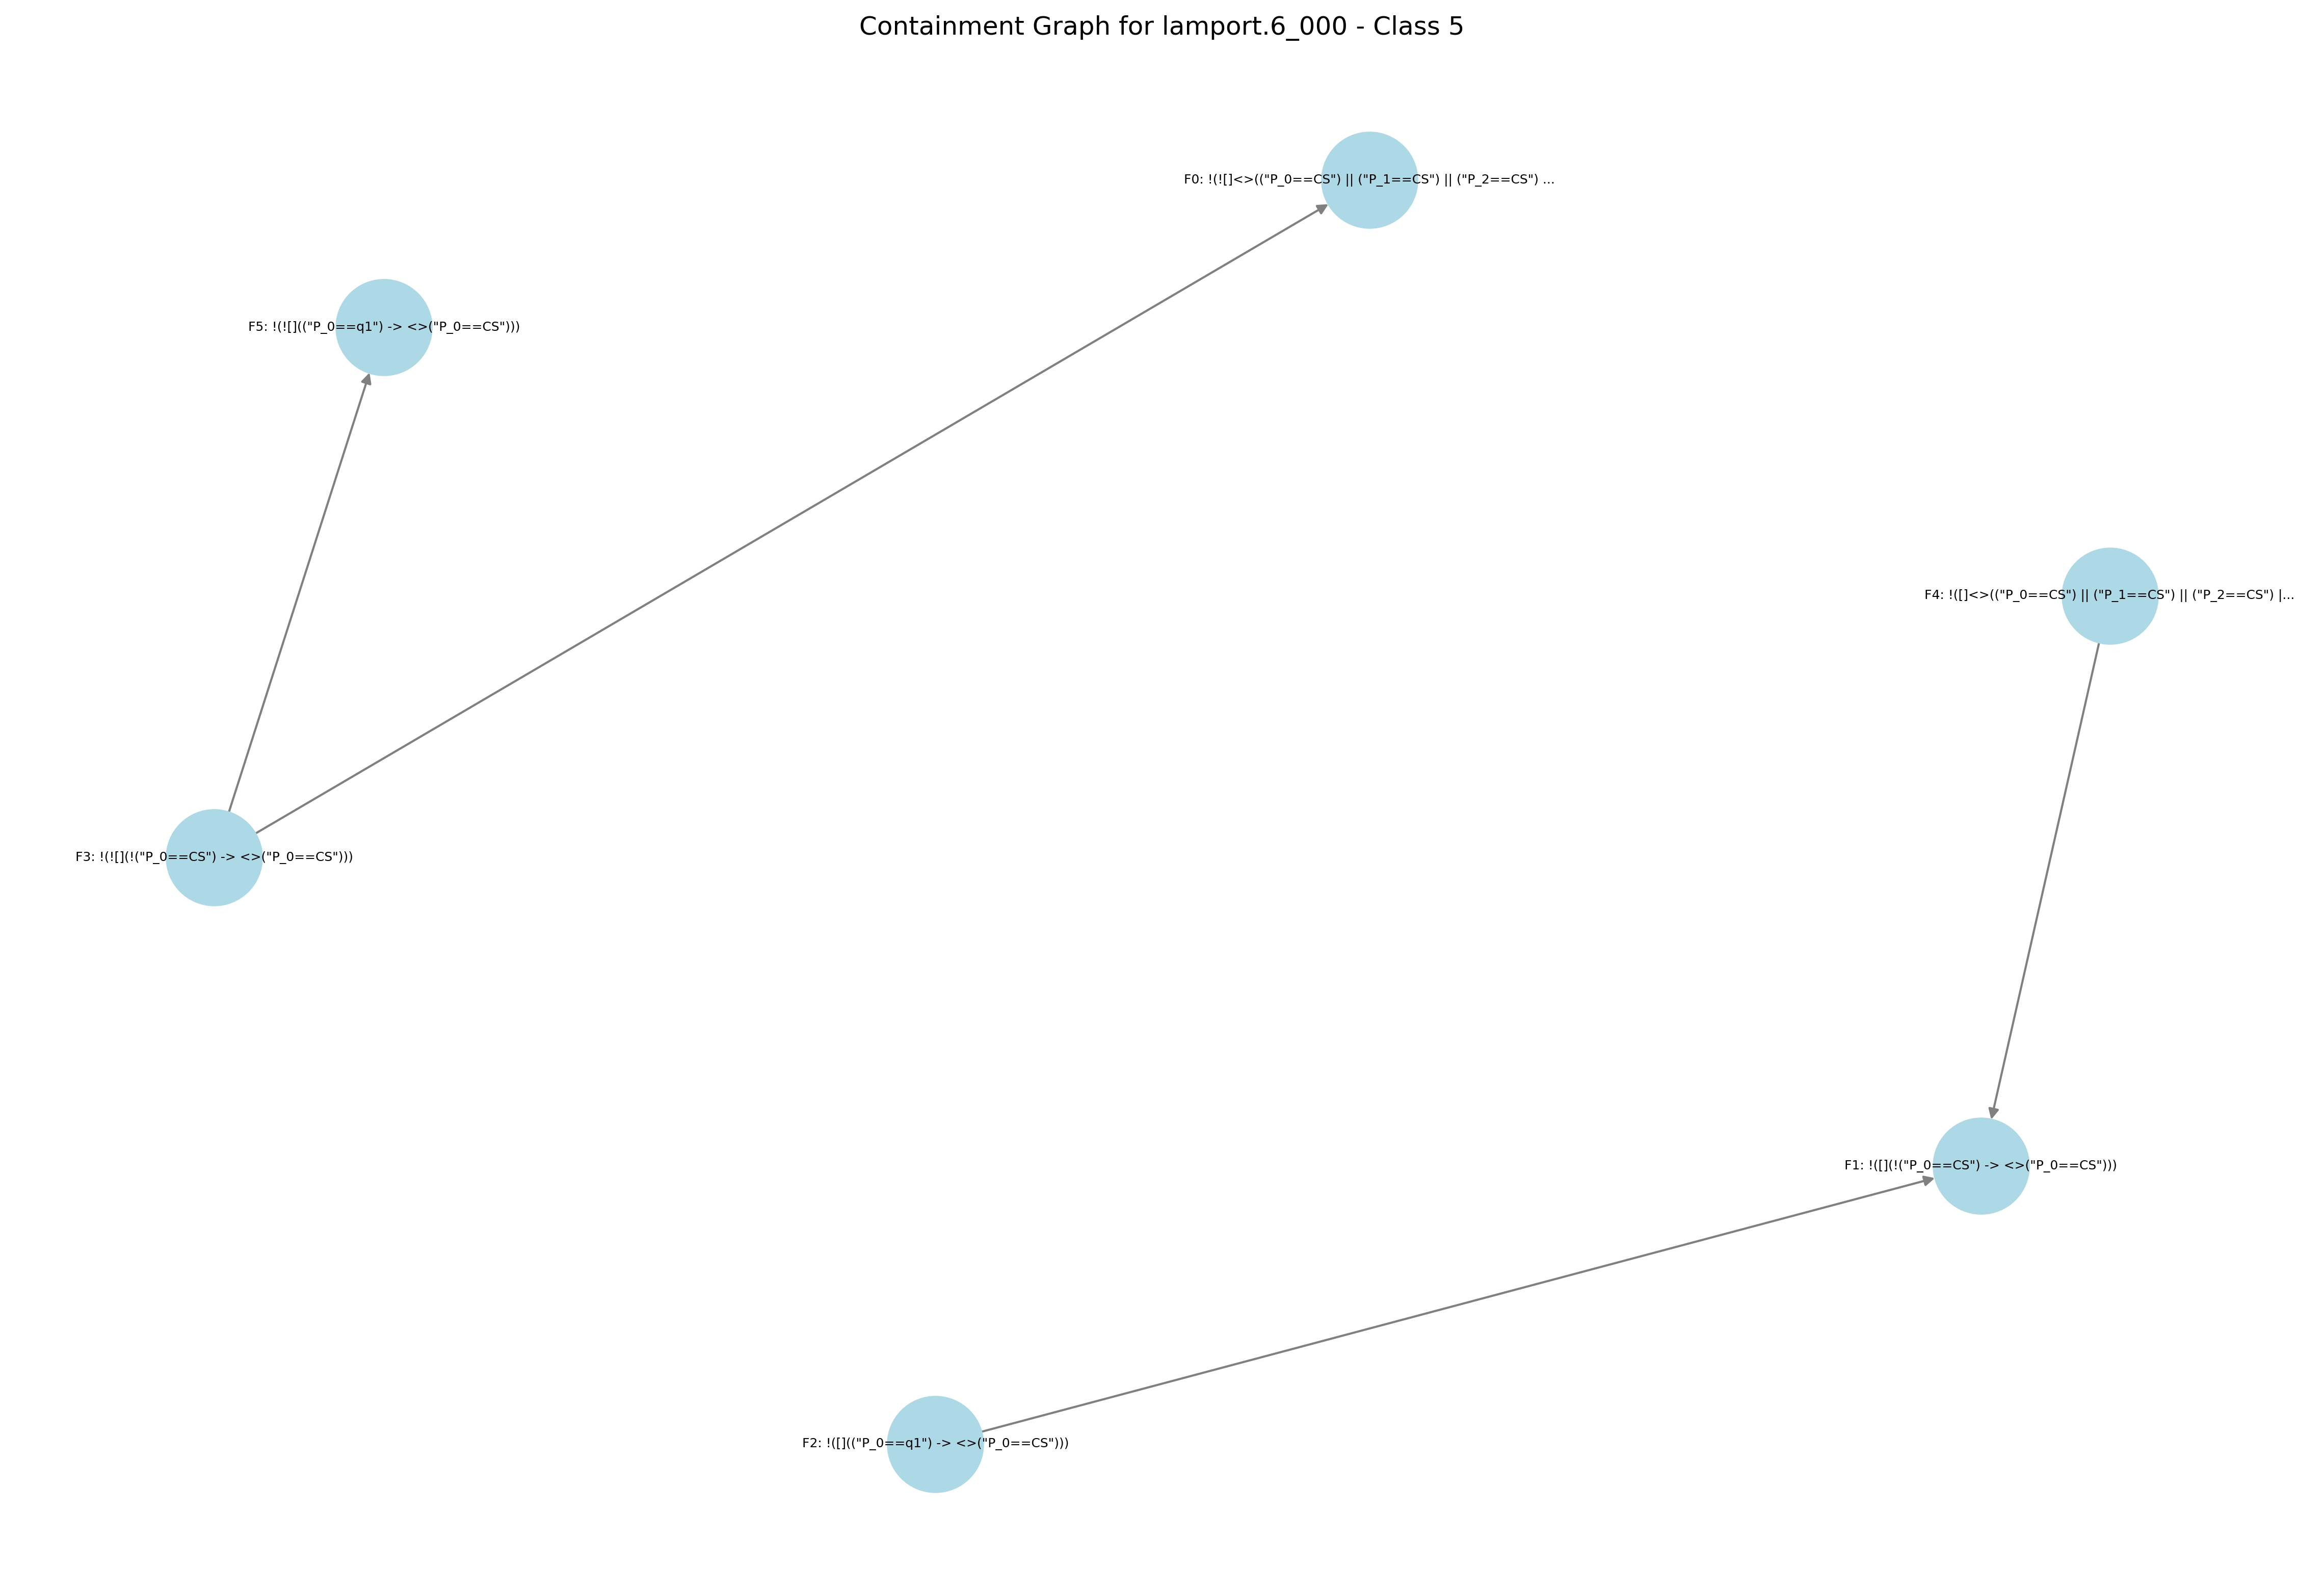 Containment Graph for lamport.6_000 - Class 5
F0: !(![]<>(("P_0==CS") || ("P_1==CS") || ("P_2==CS") ...
F5: !(![](("P_0==q1") -> <>("P_0==CS")))
F4: !([]<>(("P_0==CS") || ("P_1==CS") || ("P_2==CS") |...
F3: !(![](!("P_0==CS") -> <>("P_0==CS")))
F1: !([](!("P_0==CS") -> <>("P_0==CS")))
F2: !([](("P_0==q1") -> <>("P_0==CS")))